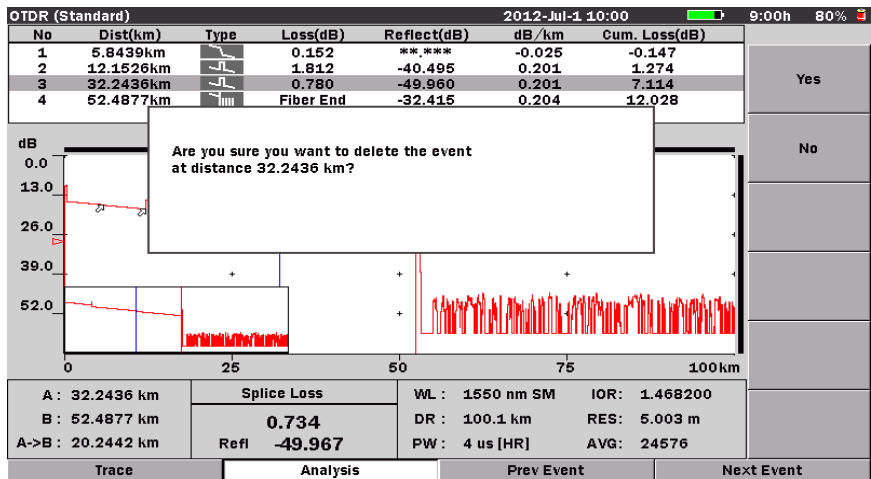 OTDR (Standard) 2012-Jul-1 10:00 9:00h 80%
No Dist(km) Type Loss(dB) Reflect(dB) dB/km Cum. Loss(dB)
1 5.8439km 0.152 **.*** -0.025 -0.147
2 12.1526km 1.812 -40.495 0.201 1.274
3 32.2436km 0.780 -49.960 0.201 7.114
4 52.4877km Fiber End -32.415 0.204 12.028
Yes
No
Are you sure you want to delete the event
at distance 32.2436 km?
dB
0.0
13.0
26.0
39.0
52.0
0 25 50 75 100km
A : 32.2436 km Splice Loss WL : 1550 nm SM IOR: 1.468200
B : 52.4877 km 0.734 DR : 100.1 km RES: 5.003 m
A->B : 20.2442 km Refl -49.967 PW : 4 us [HR] AVG: 24576
Trace Analysis Prev Event Next Event